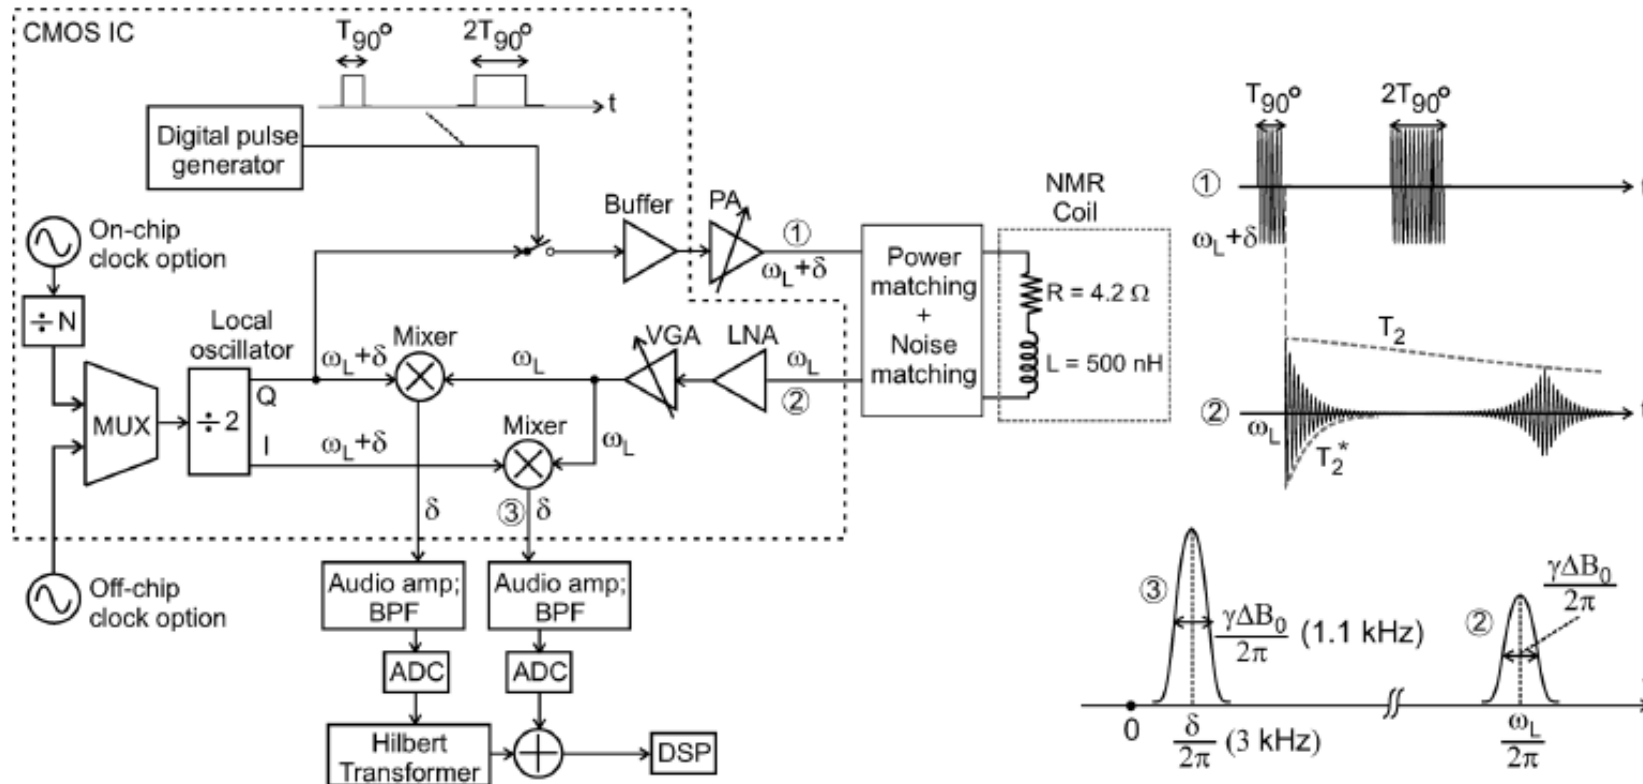 CMOS IC
T90°
2T90°
t
Digital pulse
generator
On-chip
clock option
÷N
MUX
Local
oscillator
÷2
Q
I
ωL+δ
ωL+δ
Mixer
Mixer
δ
③
δ
ωL
ωL
VGA
LNA
ωL
②
Buffer
PA
①
ωL+δ
Power
matching
+
Noise
matching
NMR
Coil
R = 4.2 Ω
L = 500 nH
Off-chip
clock option
Audio amp;
BPF
Audio amp;
BPF
ADC
ADC
Hilbert
Transformer
+
DSP
T90°
2T90°
①
ωL+δ
t
T2
②
ωL
T2*
t
③
γΔB0
2π
(1.1 kHz)
②
γΔB0
2π
0
δ
2π
(3 kHz)
ωL
2π